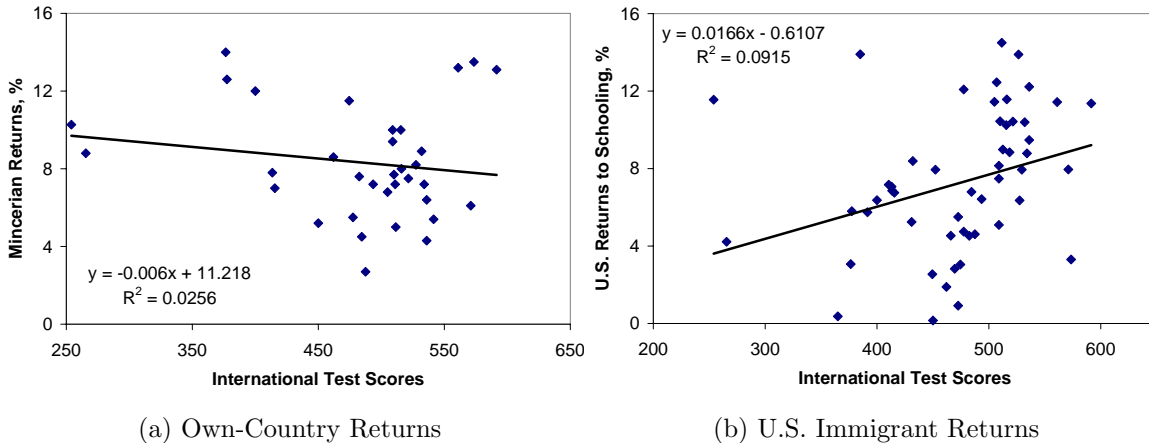 16
12
8
4
0
Mincerian Returns, %
y = -0.006x + 11.218
R² = 0.0256
250 350 450 550 650
International Test Scores
(a) Own-Country Returns
16
12
8
4
0
U.S. Returns to Schooling, %
y = 0.0166x - 0.6107
R² = 0.0915
200 300 400 500 600
International Test Scores
(b) U.S. Immigrant Returns